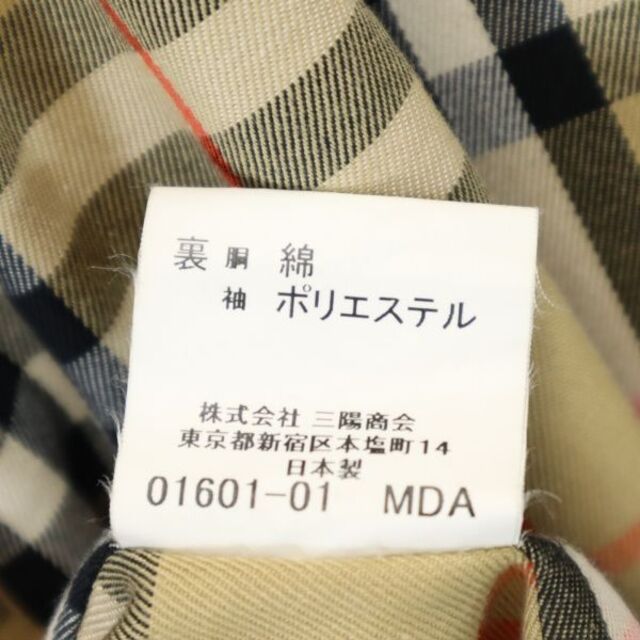 裏 胴 綿
袖 ポリエステル
株式会社 三陽商会
東京都新宿区本塩町14
日本製
01601-01 MDA